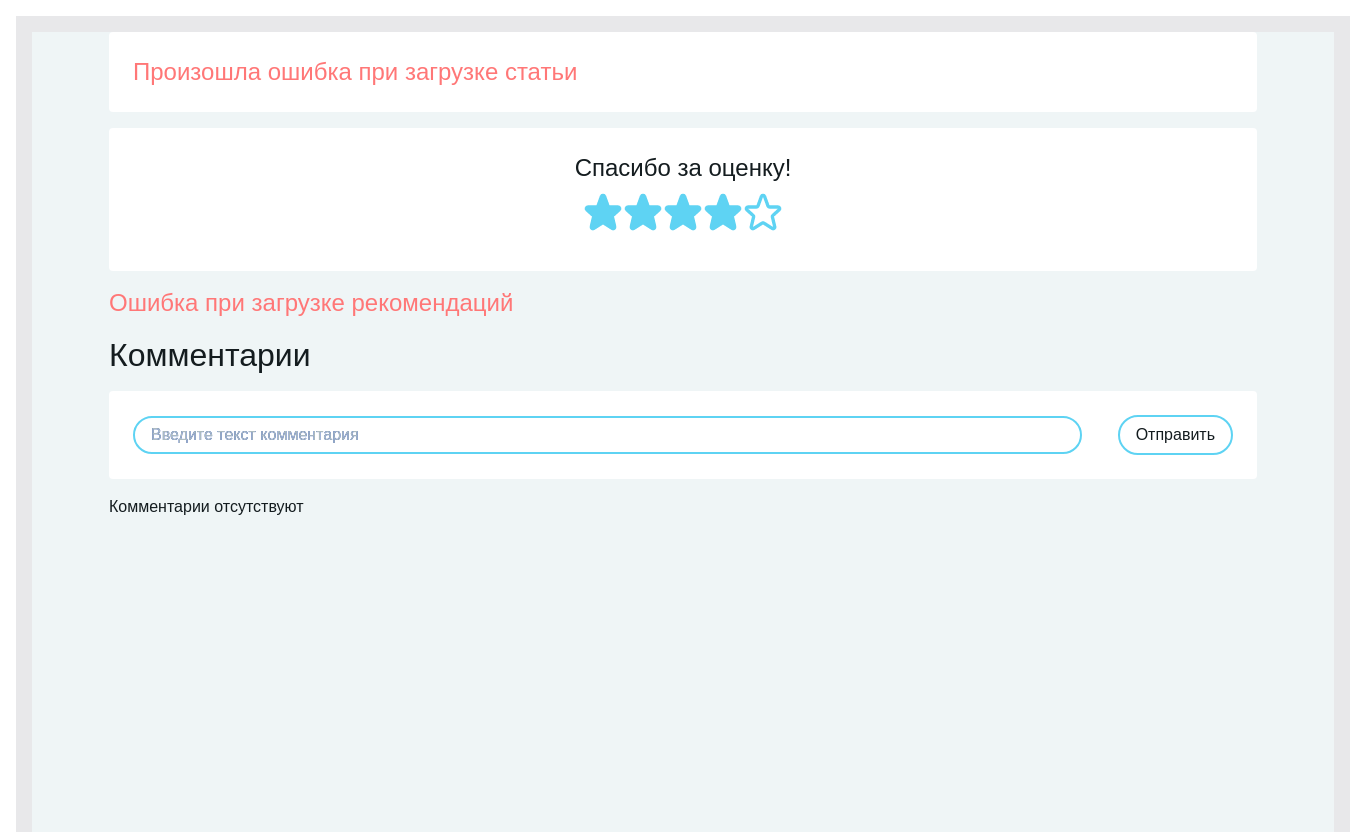 Произошла ошибка при загрузке статьи
Спасибо за оценку!
Ошибка при загрузке рекомендаций
Комментарии
Введите текст комментария
Отправить
Комментарии отсутствуют